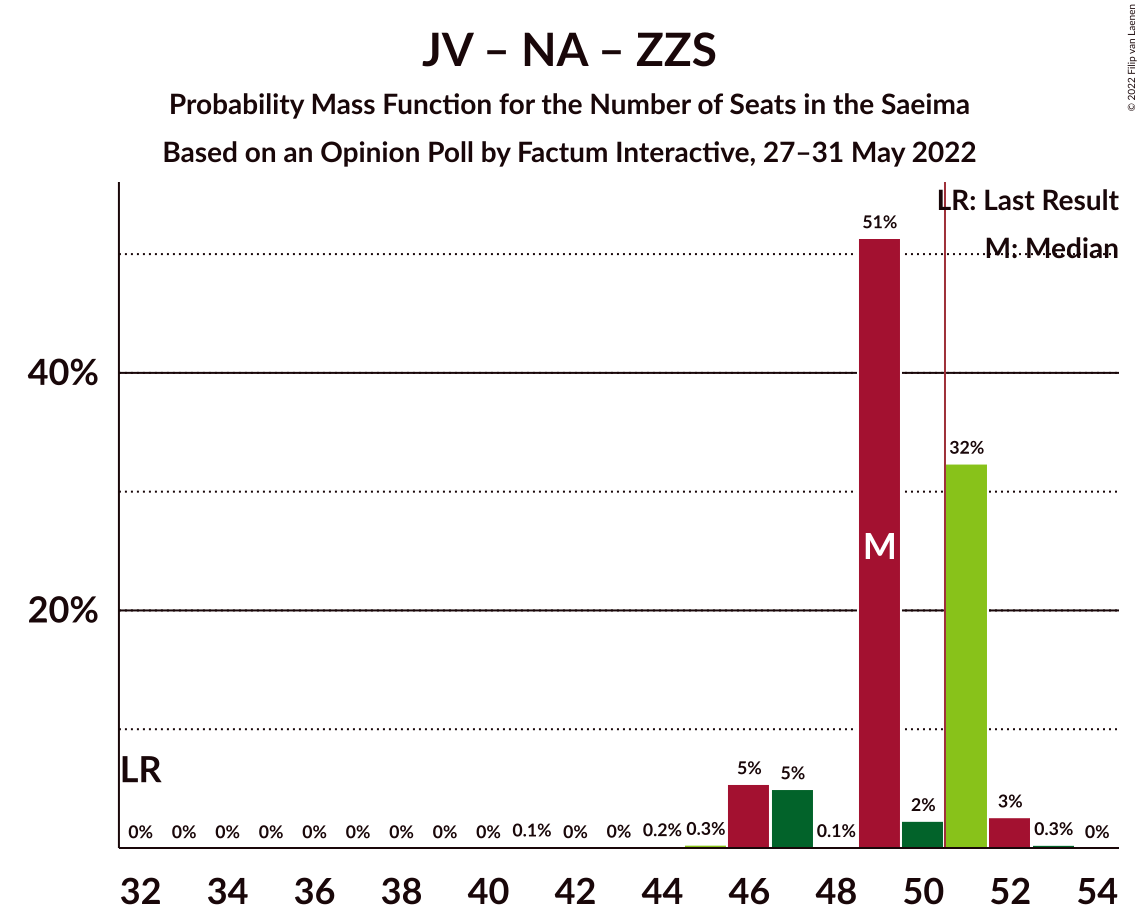 JV – NA – ZZS
Probability Mass Function for the Number of Seats in the Saeima
Based on an Opinion Poll by Factum Interactive, 27–31 May 2022
© 2022 Filip van Laenen
LR: Last Result
M: Median
51%
40%
32%
M
20%
LR
0% 0% 0% 0% 0% 0% 0% 0% 0% 0.1% 0% 0% 0.2% 0.3% 5% 5% 0.1% 2% 3% 0.3% 0%
32 34 36 38 40 42 44 46 48 50 52 54